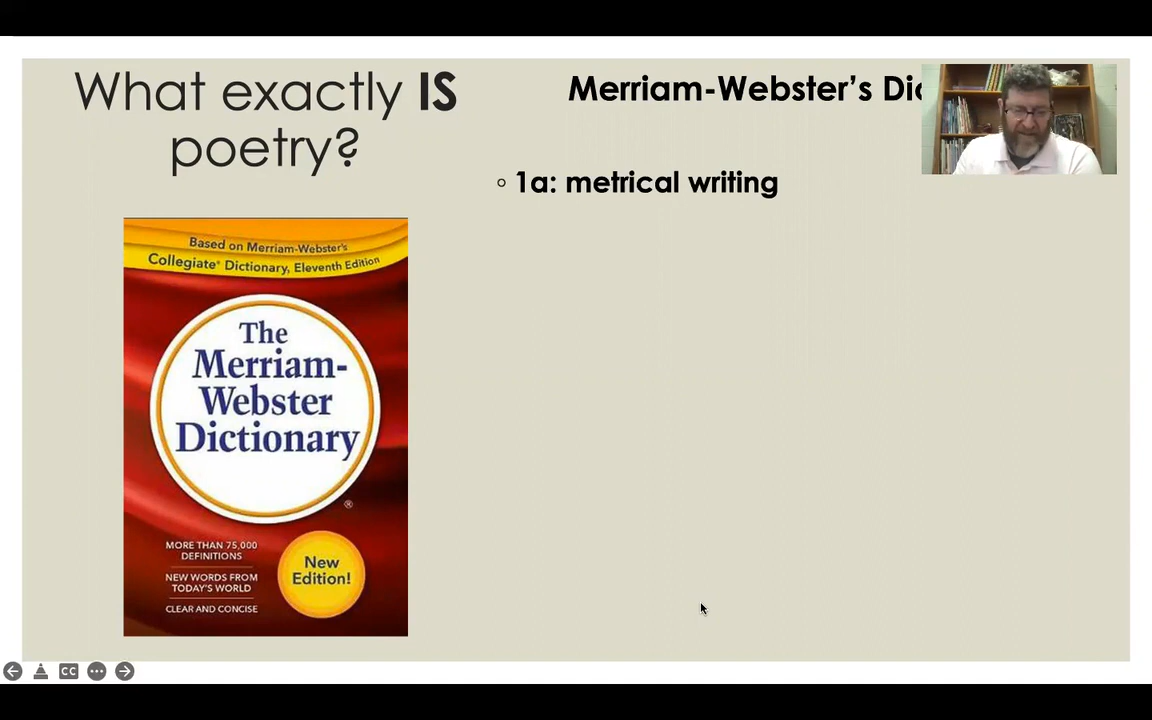 What exactly IS
poetry?
Merriam-Webster's Dic
1a: metrical writing
Based on Merriam-Webster's
Collegiate® Dictionary, Eleventh Edition
The
Merriam-
Webster
Dictionary
®
MORE THAN 75,000
DEFINITIONS
NEW WORDS FROM
TODAY'S WORLD
CLEAR AND CONCISE
New
Edition!
CC